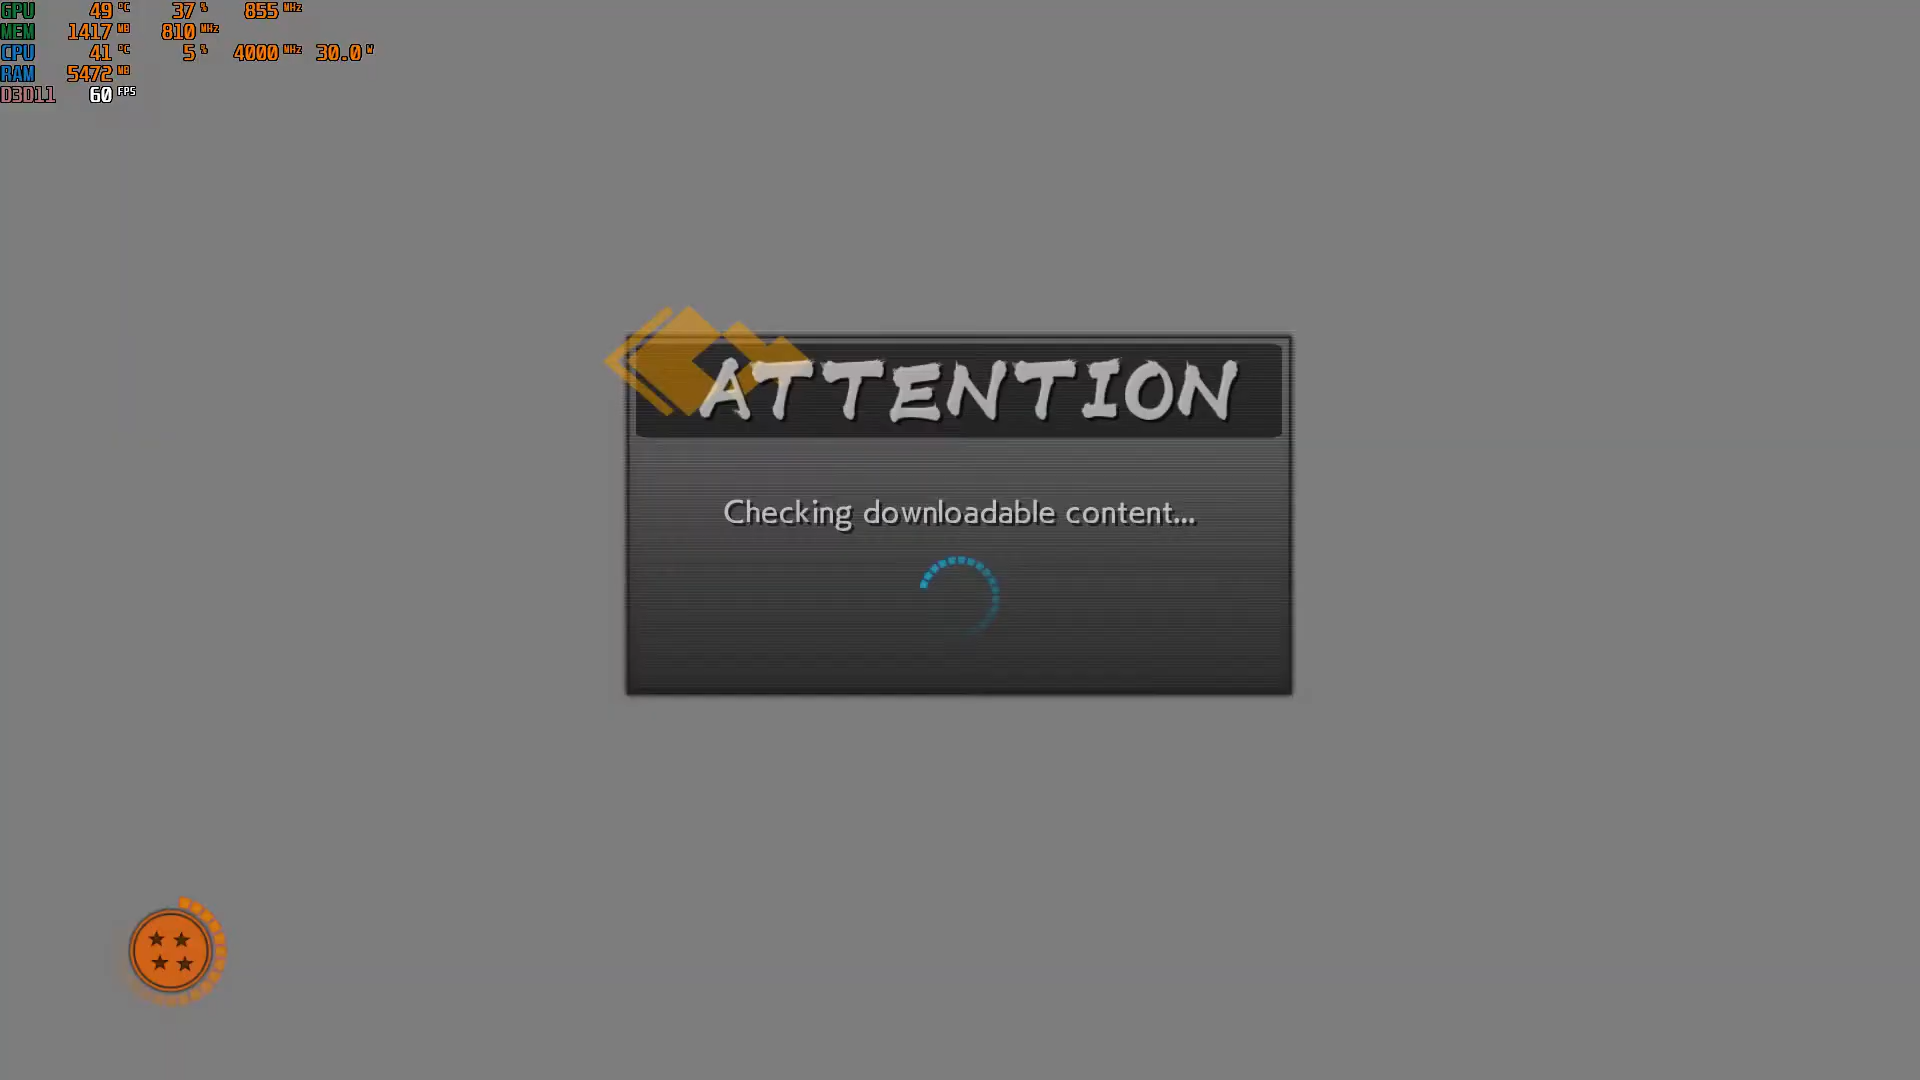 GPU 49 °C 37 % 855 MHz
MEM 1417 MB 810 MHz
CPU 41 °C 5 % 4000 MHz 30.0 W
RAM 5472 MB
D3D11 60 FPS
ATTENTION
Checking downloadable content...